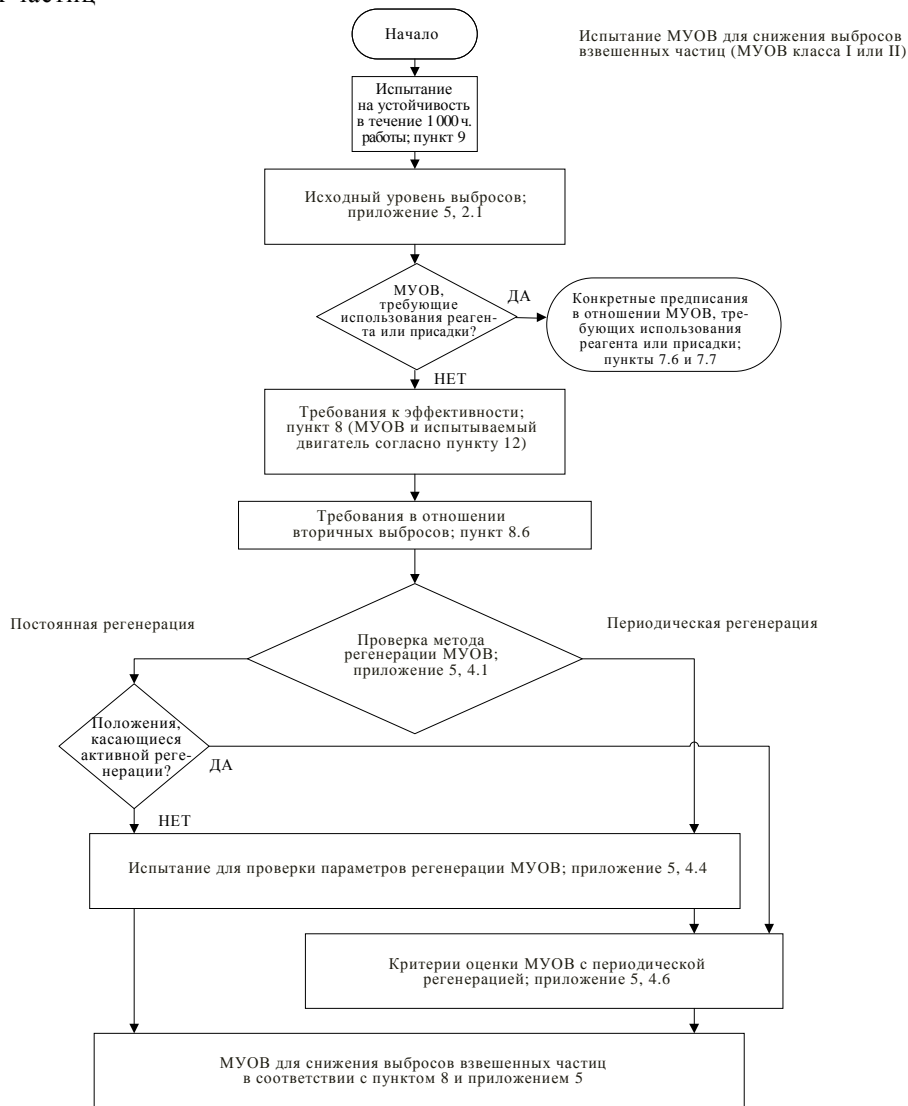 х частиц
Начало
Испытание МУОВ для снижения выбросов
взвешенных частиц (МУОВ класса I или II)
Испытание
на устойчивость
в течение 1 000 ч.
работы; пункт 9
Исходный уровень выбросов;
приложение 5, 2.1
МУОВ,
требующие
использования реаген-
та или присадки?
ДА
Конкретные предписания
в отношении МУОВ, тре-
бующих использования
реагента или присадки;
пункты 7.6 и 7.7
НЕТ
Требования к эффективности;
пункт 8 (МУОВ и испытываемый
двигатель согласно пункту 12)
Требования в отношении
вторичных выбросов; пункт 8.6
Постоянная регенерация
Периодическая регенерация
Проверка метода
регенерации МУОВ;
приложение 5, 4.1
Положения,
касающиеся
активной реге-
нерации?
ДА
НЕТ
Испытание для проверки параметров регенерации МУОВ; приложение 5, 4.4
Критерии оценки МУОВ с периодической
регенерацией; приложение 5, 4.6
МУОВ для снижения выбросов взвешенных частиц
в соответствии с пунктом 8 и приложением 5